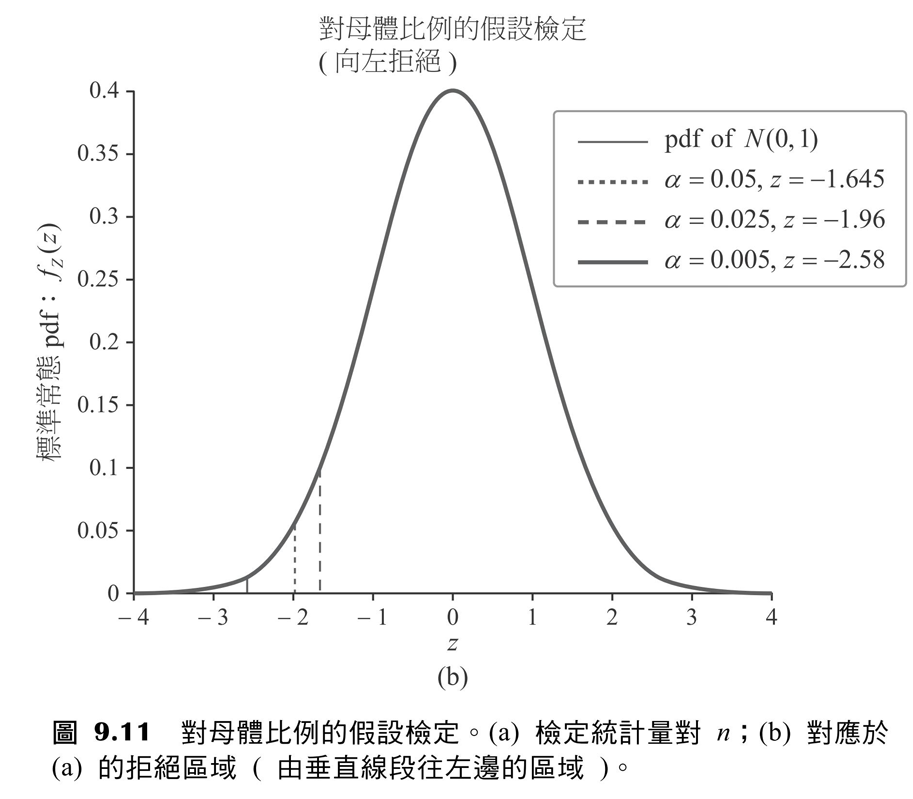 對母體比例的假設檢定
( 向左拒絕 )
0.4
0.35
0.3
0.25
0.2
0.15
0.1
0.05
0
標準常態 pdf：f_Z(z)
pdf of N(0, 1)
α = 0.05, z = −1.645
α = 0.025, z = −1.96
α = 0.005, z = −2.58
−4 −3 −2 −1 0 1 2 3 4
z
(b)
圖 9.11 對母體比例的假設檢定。(a) 檢定統計量對 n；(b) 對應於
(a) 的拒絕區域 ( 由垂直線段往左邊的區域 )。